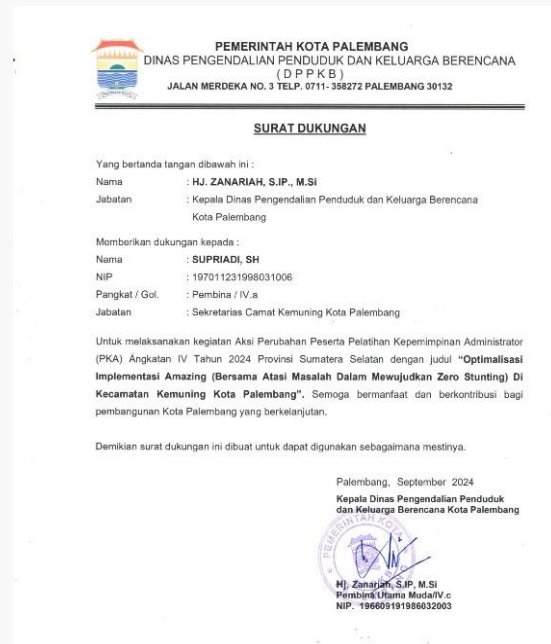 PEMERINTAH KOTA PALEMBANG
DINAS PENGENDALIAN PENDUDUK DAN KELUARGA BERENCANA
( D P P K B )
JALAN MERDEKA NO. 3 TELP. 0711- 358272 PALEMBANG 30132
SURAT DUKUNGAN
Yang bertanda tangan dibawah ini :
Nama : HJ. ZANARIAH, S.IP., M.Si
Jabatan : Kepala Dinas Pengendalian Penduduk dan Keluarga Berencana
Kota Palembang
Memberikan dukungan kepada :
Nama : SUPRIADI, SH
NIP : 197011231998031006
Pangkat / Gol. : Pembina / IV.a
Jabatan : Sekretarias Camat Kemuning Kota Palembang
Untuk melaksanakan kegiatan Aksi Perubahan Peserta Pelatihan Kepemimpinan Administrator
(PKA) Angkatan IV Tahun 2024 Provinsi Sumatera Selatan dengan judul “Optimalisasi
Implementasi Amazing (Bersama Atasi Masalah Dalam Mewujudkan Zero Stunting) Di
Kecamatan Kemuning Kota Palembang”. Semoga bermanfaat dan berkontribusi bagi
pembangunan Kota Palembang yang berkelanjutan.
Demikian surat dukungan ini dibuat untuk dapat digunakan sebagaimana mestinya.
Palembang, September 2024
Kepala Dinas Pengendalian Penduduk
dan Keluarga Berencana Kota Palembang
PEMERINTAH KOTA
Hj. Zanariah, S.IP, M.Si
Pembina Utama Muda/IV.c
NIP. 196609191986032003